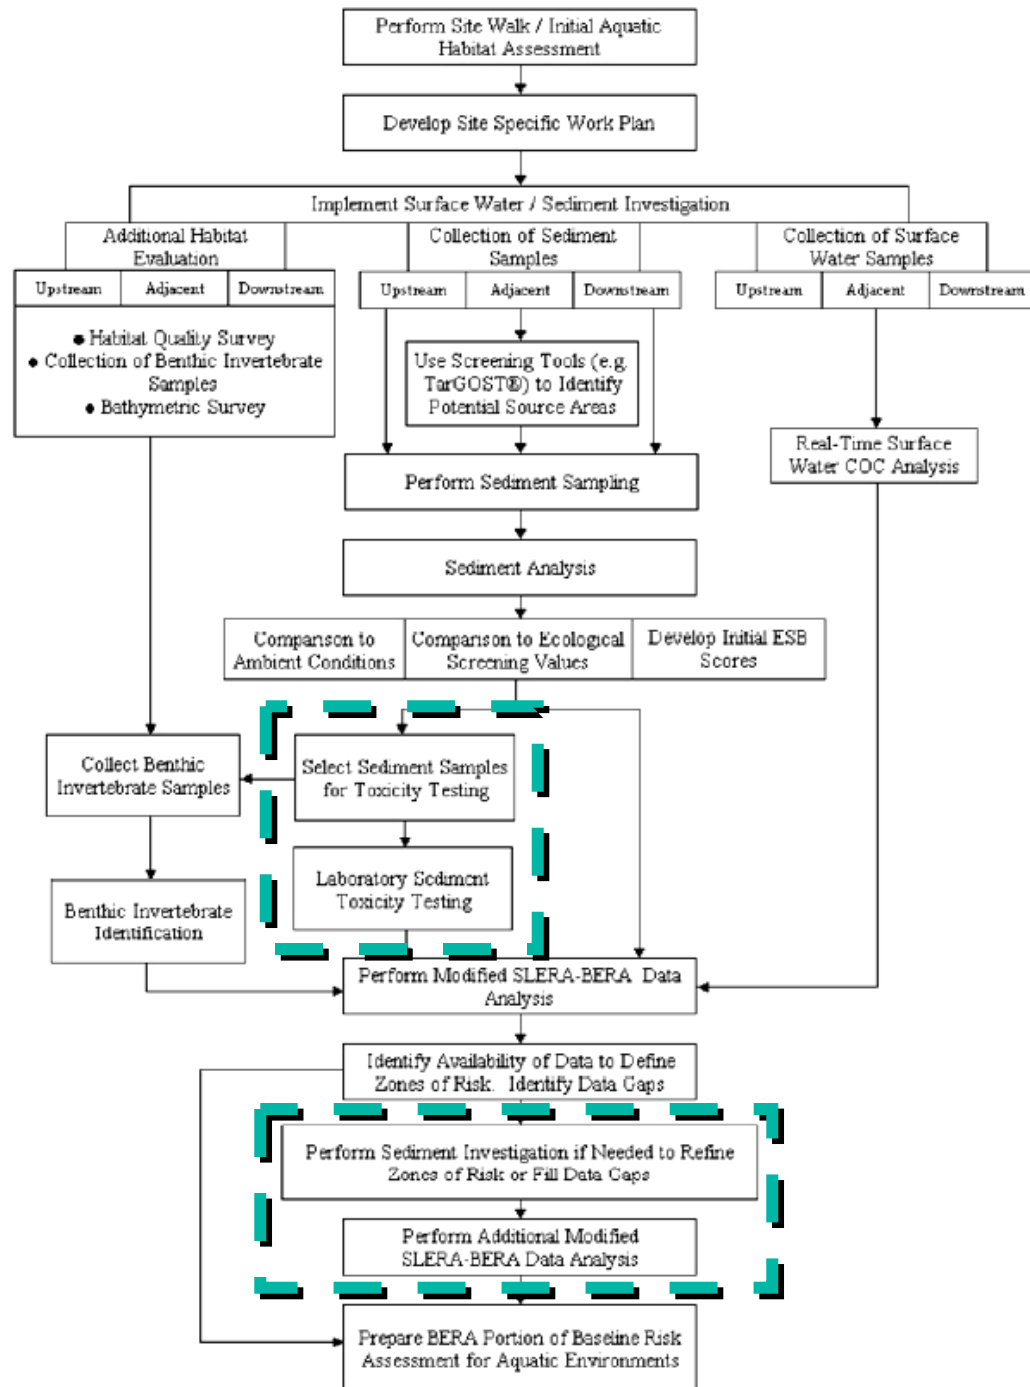 Perform Site Walk / Initial Aquatic
Habitat Assessment
Develop Site Specific Work Plan
Implement Surface Water / Sediment Investigation
Additional Habitat
Evaluation
Upstream
Adjacent
Downstream
● Habitat Quality Survey
● Collection of Benthic Invertebrate
Samples
● Bathymetric Survey
Collection of Sediment
Samples
Upstream
Adjacent
Downstream
Collection of Surface
Water Samples
Upstream
Adjacent
Downstream
Use Screening Tools (e.g.
TarGOST®) to Identify
Potential Source Areas
Real-Time Surface
Water COC Analysis
Perform Sediment Sampling
Sediment Analysis
Comparison to
Ambient Conditions
Comparison to Ecological
Screening Values
Develop Initial ESB
Scores
Collect Benthic
Invertebrate Samples
Select Sediment Samples
for Toxicity Testing
Laboratory Sediment
Toxicity Testing
Benthic Invertebrate
Identification
Perform Modified SLERA-BERA Data
Analysis
Identify Availability of Data to Define
Zones of Risk. Identify Data Gaps
Perform Sediment Investigation if Needed to Refine
Zones of Risk or Fill Data Gaps
Perform Additional Modified
SLERA-BERA Data Analysis
Prepare BERA Portion of Baseline Risk
Assessment for Aquatic Environments